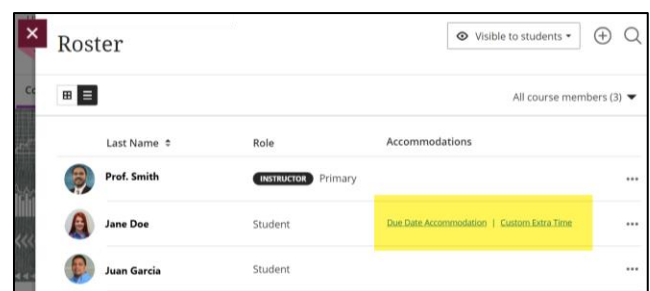 Roster
Visible to students
All course members (3)
Last Name
Role
Accommodations
Prof. Smith
INSTRUCTOR Primary
Jane Doe
Student
Due Date Accommodation | Custom Extra Time
Juan Garcia
Student